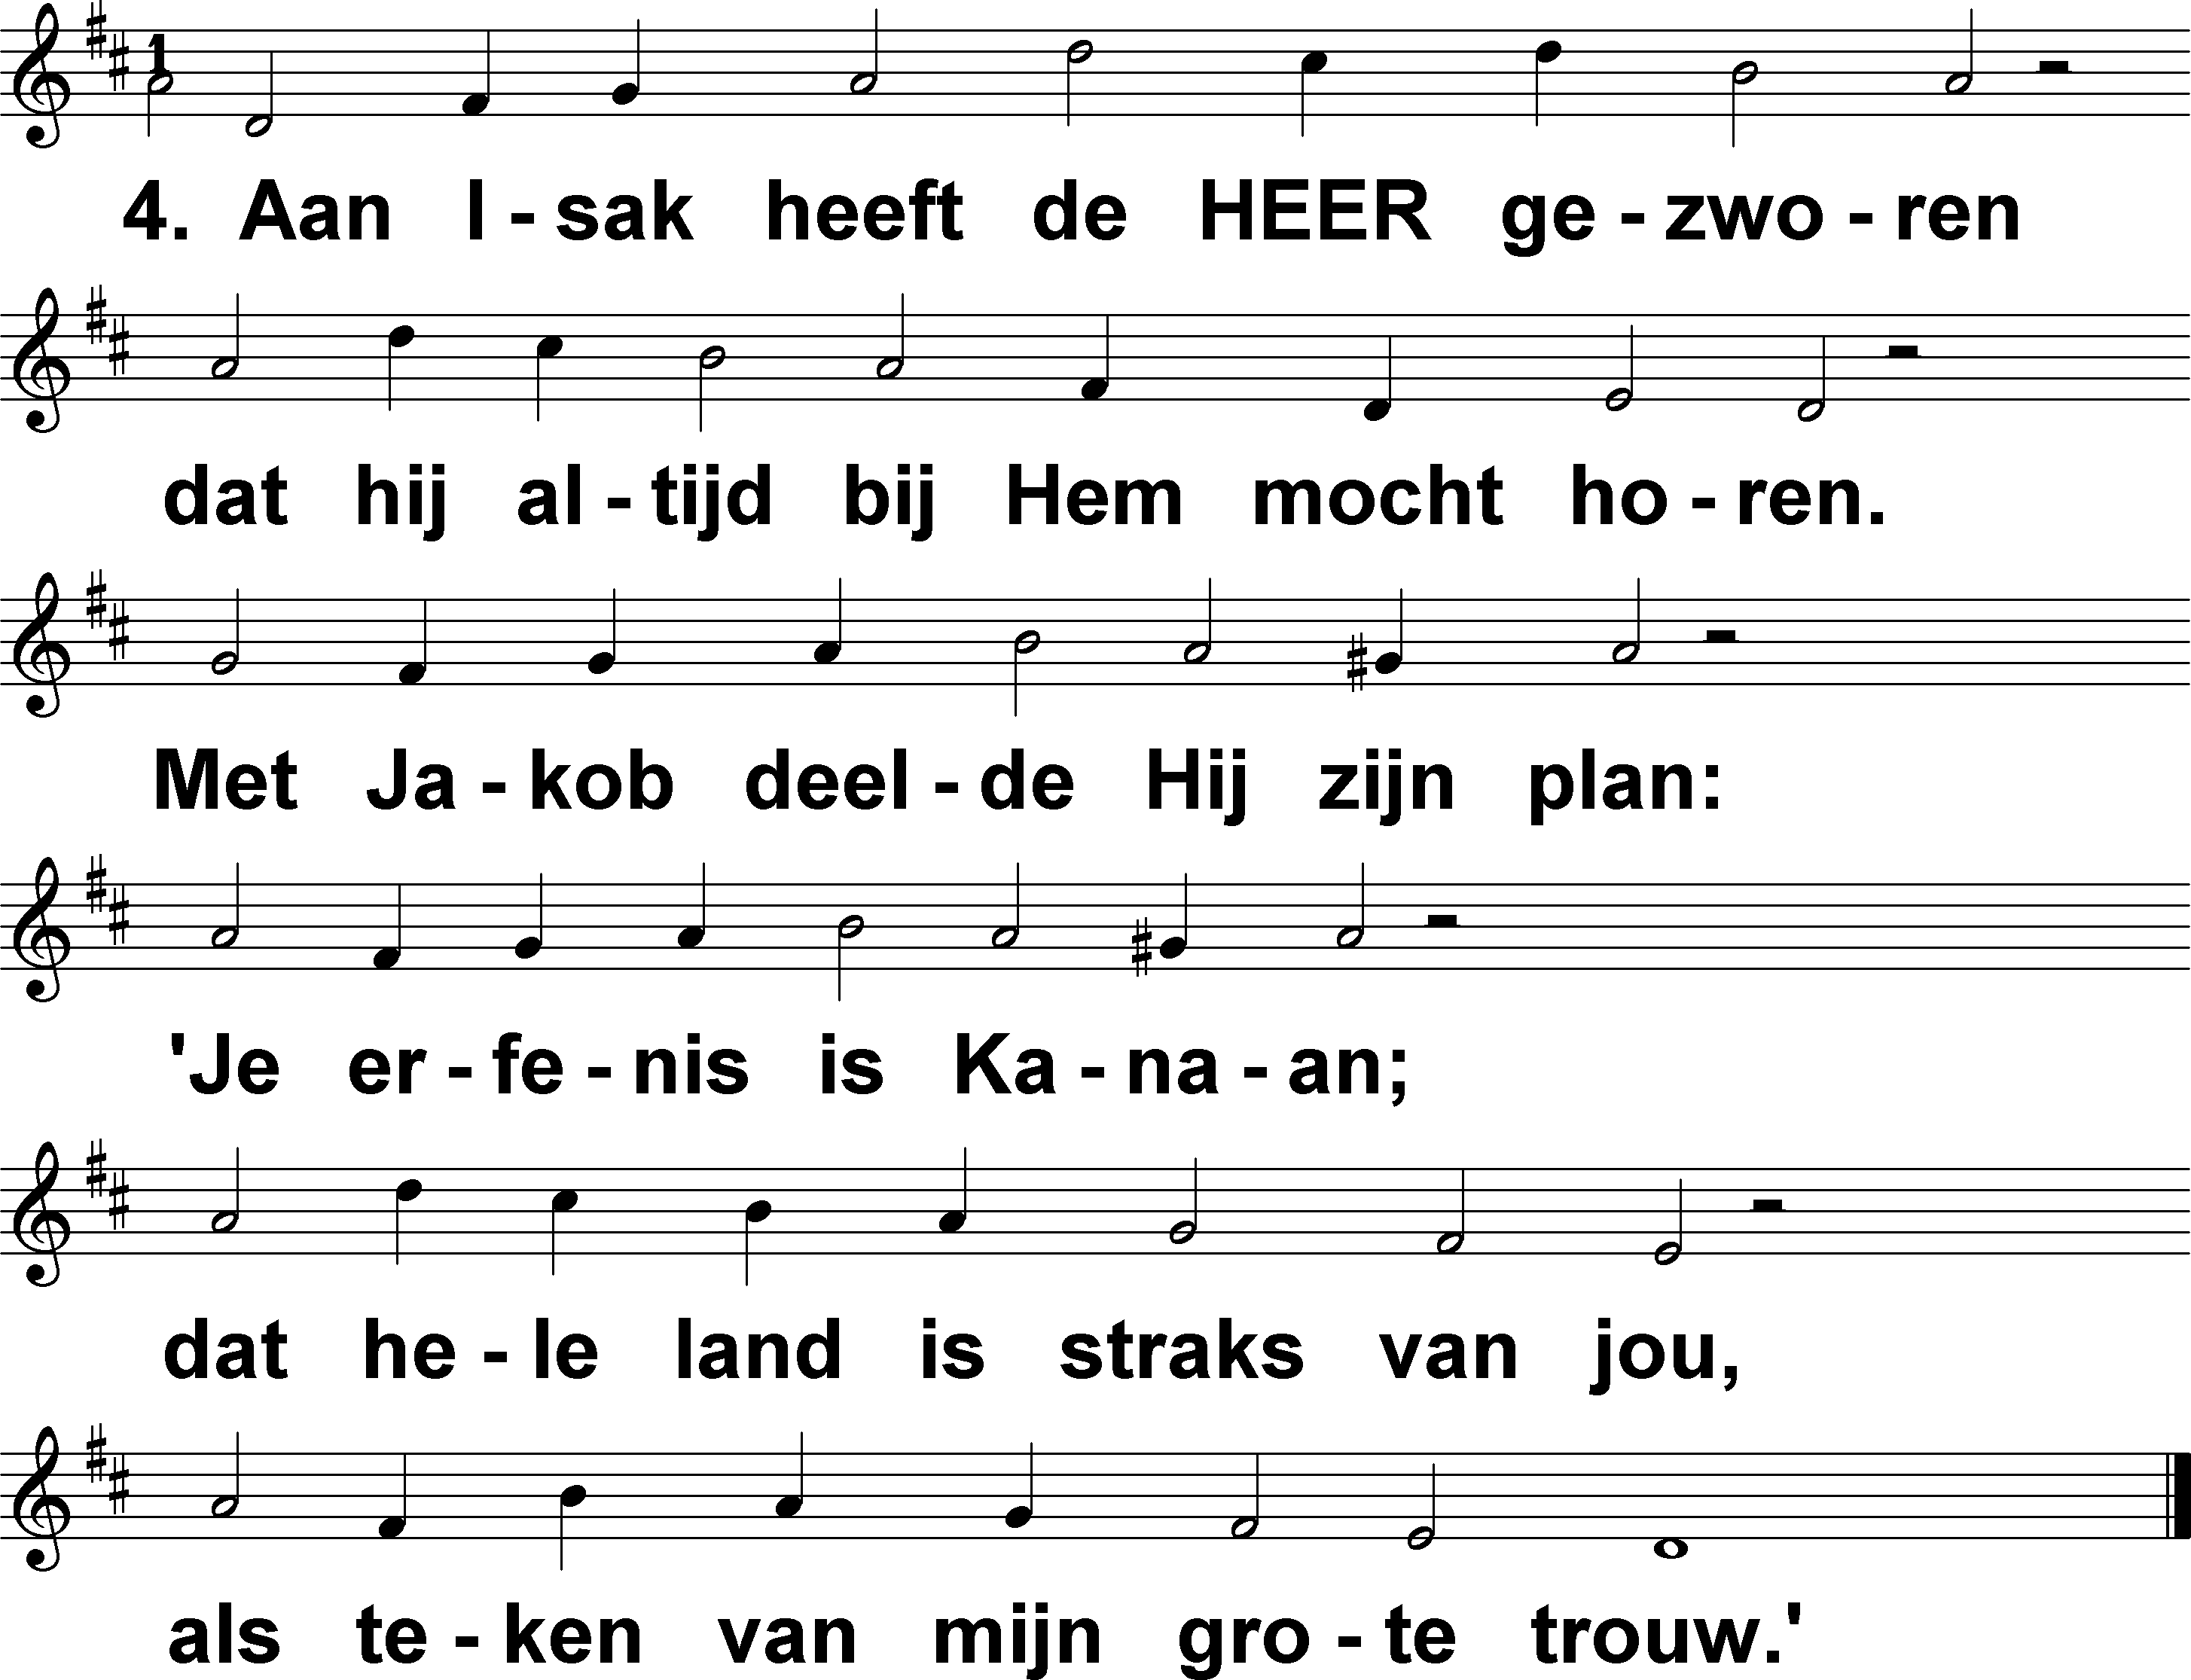 1
4. Aan I - sak heeft de HEER ge - zwo - ren
dat hij al - tijd bij Hem mocht ho - ren.
Met Ja - kob deel - de Hij zijn plan:
'Je er - fe - nis is Ka - na - an;
dat he - le land is straks van jou,
als te - ken van mijn gro - te trouw.'